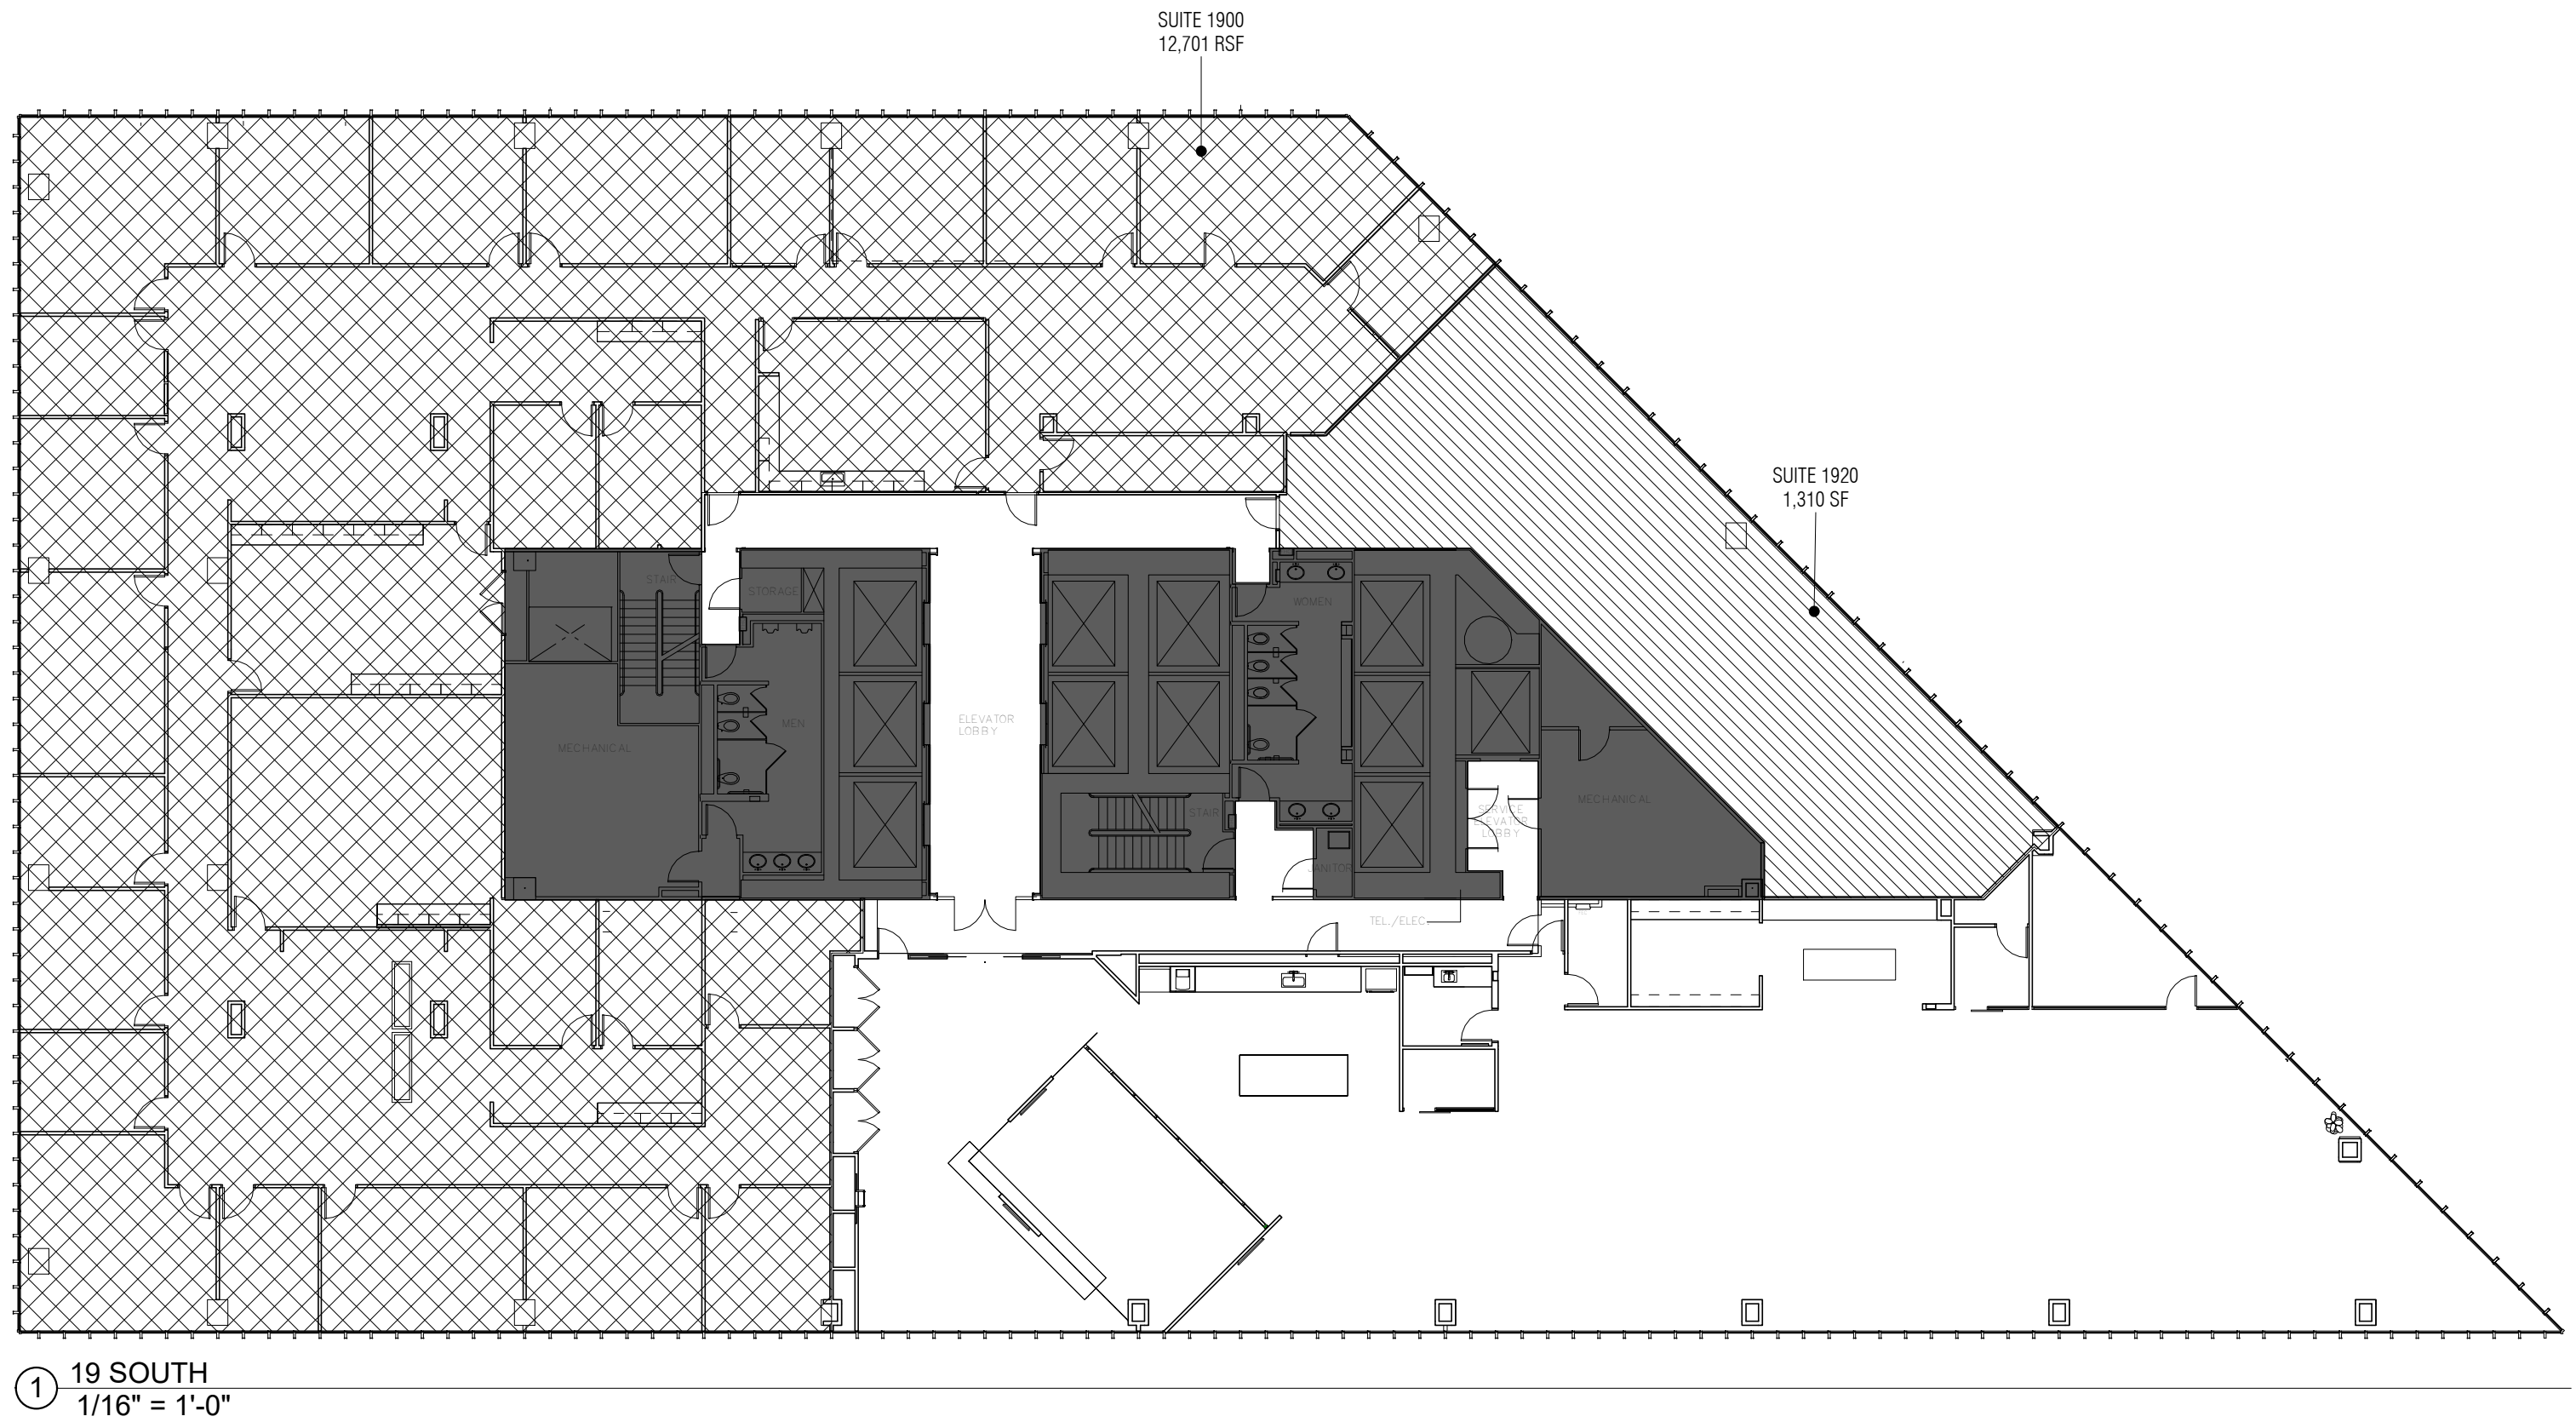 SUITE 1900
12,701 RSF
SUITE 1920
1,310 SF
STAIR
STORAGE
WOMEN
ELEVATOR
LOBBY
MEN
MECHANICAL
MECHANICAL
STAIR
SERVICE
ELEVATOR
LOBBY
JANITOR
TEL./ELEC.
1
19 SOUTH
1/16" = 1'-0"